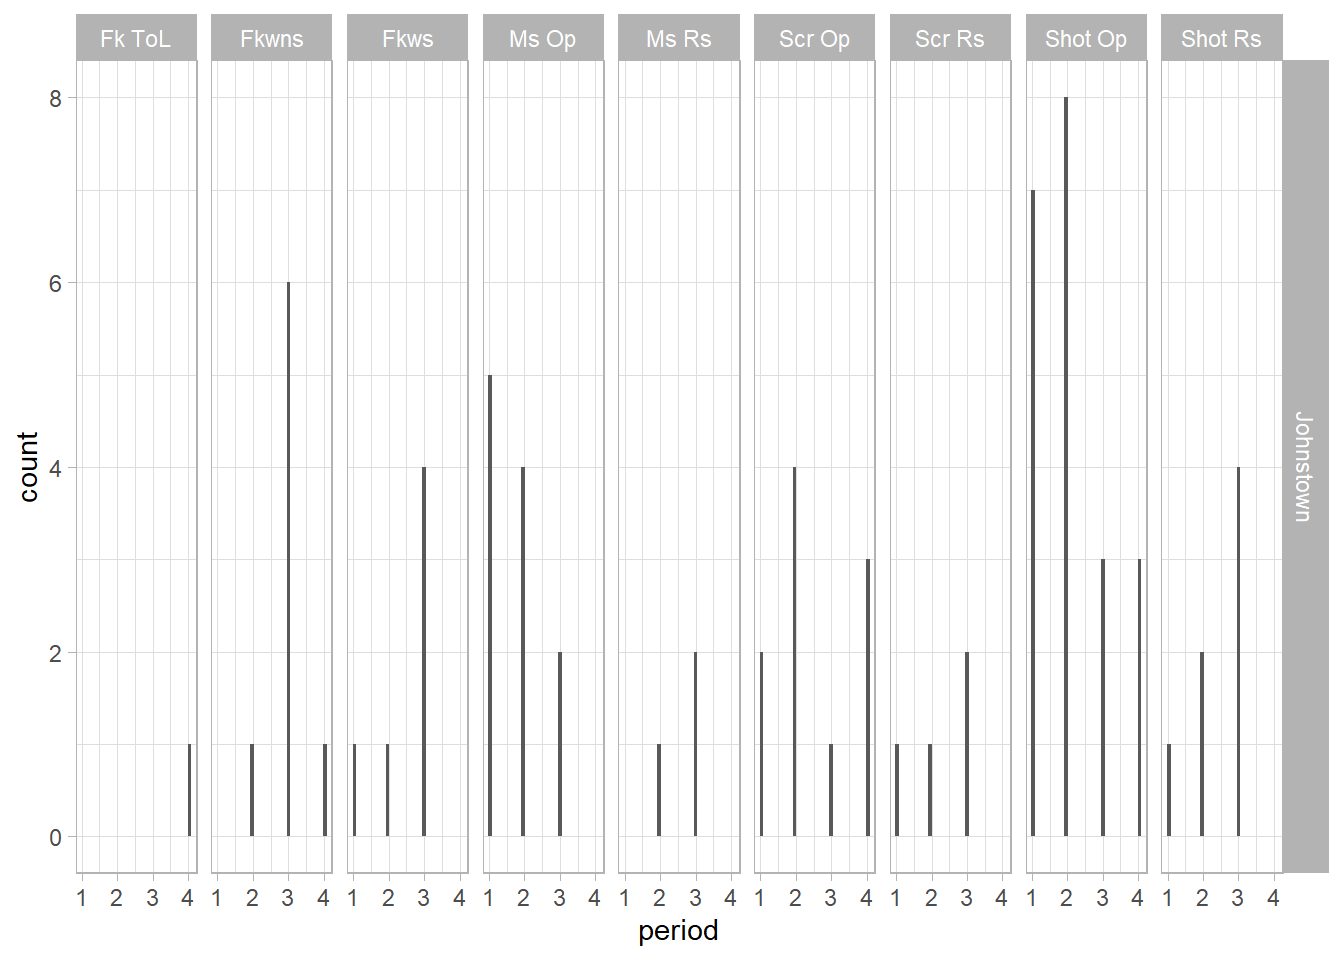 Fk ToL Fkwns Fkws Ms Op Ms Rs Scr Op Scr Rs Shot Op Shot Rs
8
6
4
2
0
count
Johnstown
1 2 3 4 1 2 3 4 1 2 3 4 1 2 3 4 1 2 3 4 1 2 3 4 1 2 3 4 1 2 3 4 1 2 3 4
period